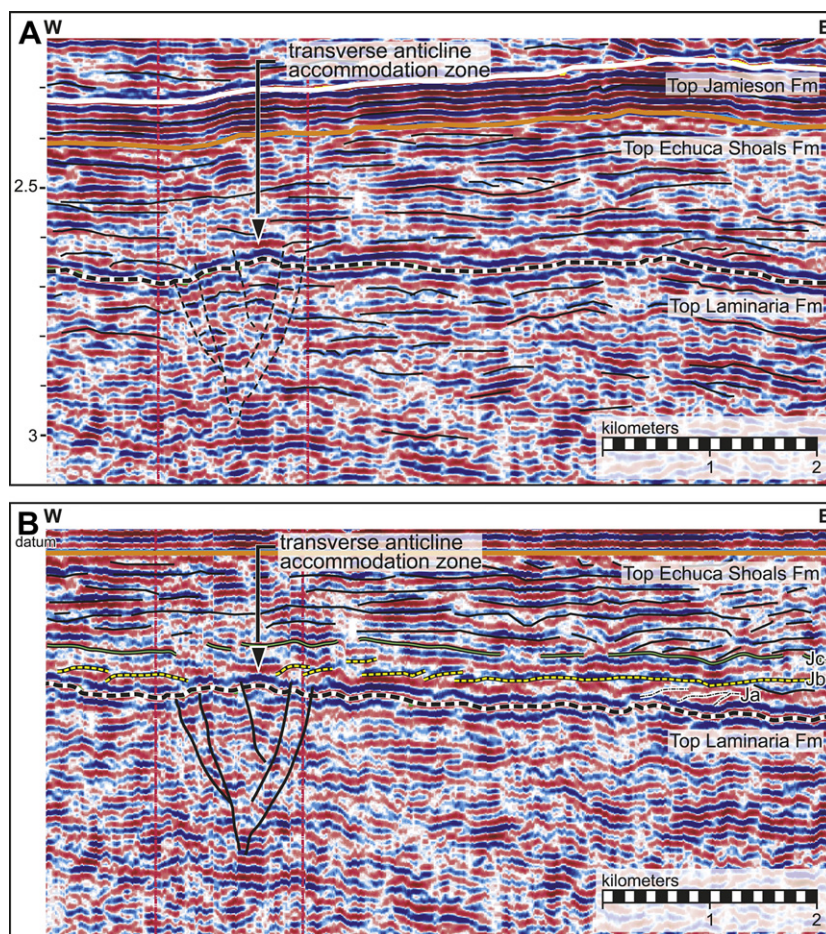 A
W
E
transverse anticline
accommodation zone
Top Jamieson Fm
Top Echuca Shoals Fm
2.5
Top Laminaria Fm
3
kilometers
1
2
B
W
E
datum
transverse anticline
accommodation zone
Top Echuca Shoals Fm
Jc
Jb
Ja
Top Laminaria Fm
kilometers
1
2